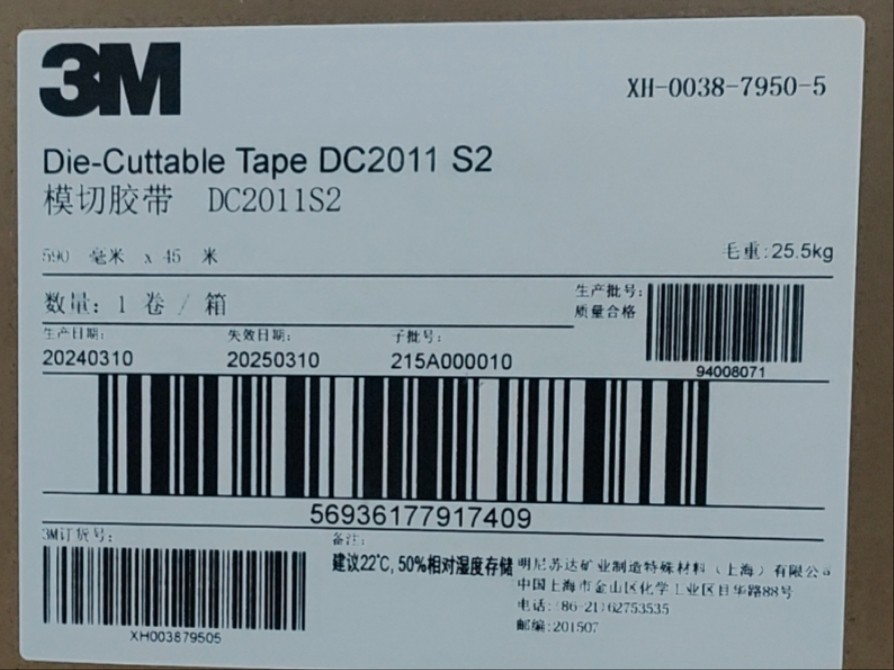 3M
XH-0038-7950-5
Die-Cuttable Tape DC2011 S2
模切胶带 DC2011S2
590 毫米 x 45 米
毛重:25.5kg
数量: 1 卷 / 箱
生产批号:
质量合格
94008071
生产日期: 失效日期: 子批号:
20240310 20250310 215A000010
56936177917409
3M订货号:
XH003879505
备注:
建议22℃, 50%相对湿度存储
明尼苏达矿业制造特殊材料（上海）有限公司
中国上海市金山区化学工业区目华路88号
电话:(86-21)62753535
邮编:201507